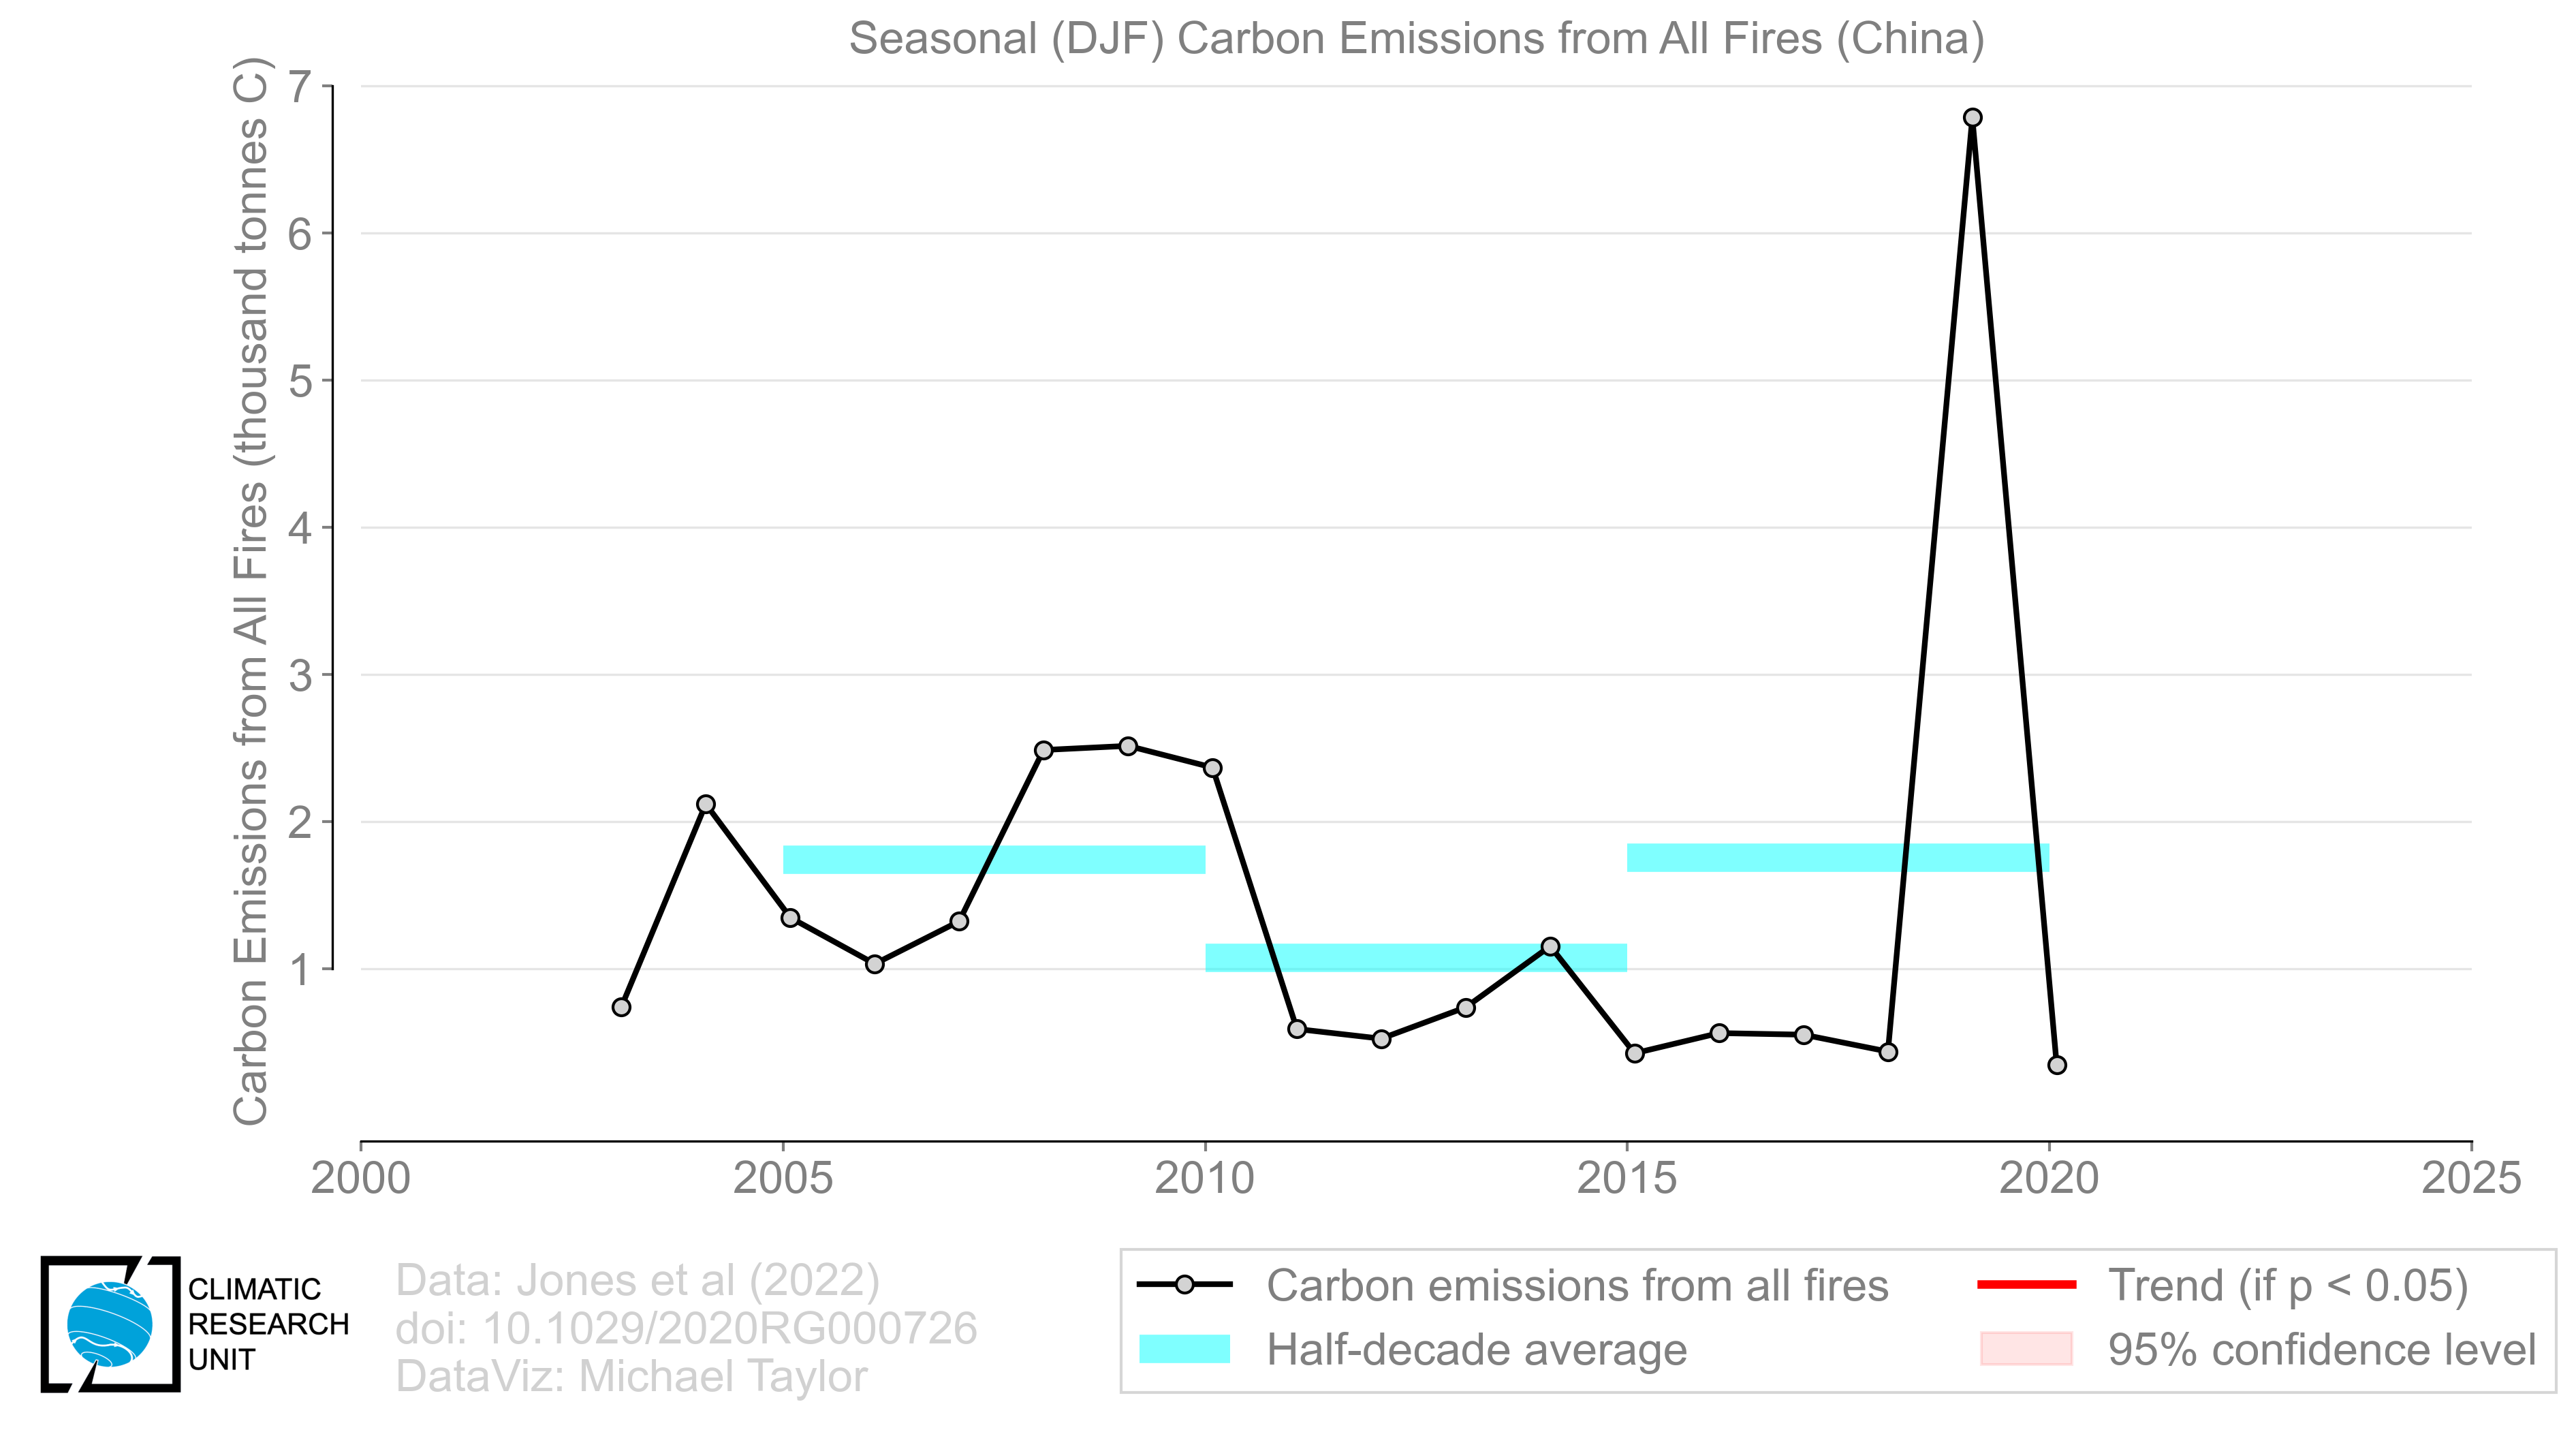 Seasonal (DJF) Carbon Emissions from All Fires (China)
Carbon Emissions from All Fires (thousand tonnes C)
7
6
5
4
3
2
1
2000 2005 2010 2015 2020 2025
CLIMATIC
RESEARCH
UNIT
Data: Jones et al (2022)
doi: 10.1029/2020RG000726
DataViz: Michael Taylor
Carbon emissions from all fires
Half-decade average
Trend (if p < 0.05)
95% confidence level